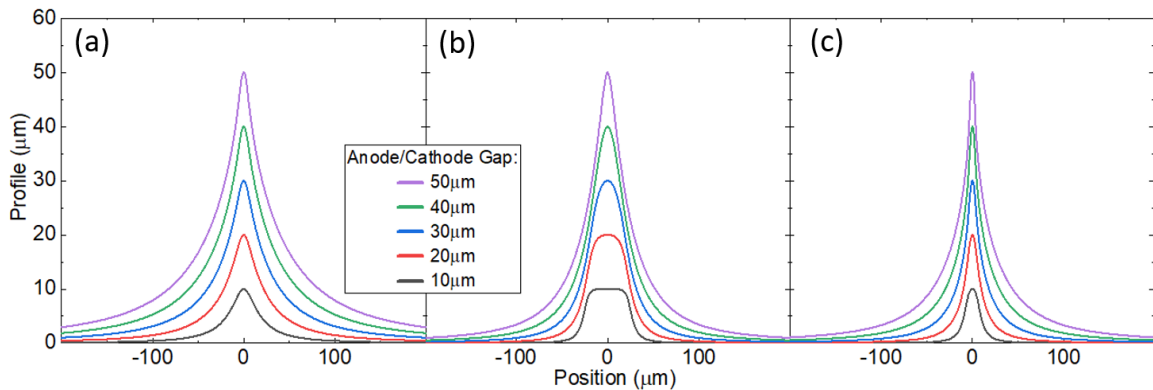 60
50
40
30
20
10
0
Profile (μm)
(a)
(b)
(c)
Anode/Cathode Gap:
50μm
40μm
30μm
20μm
10μm
-100 0 100 -100 0 100 -100 0 100
Position (μm)